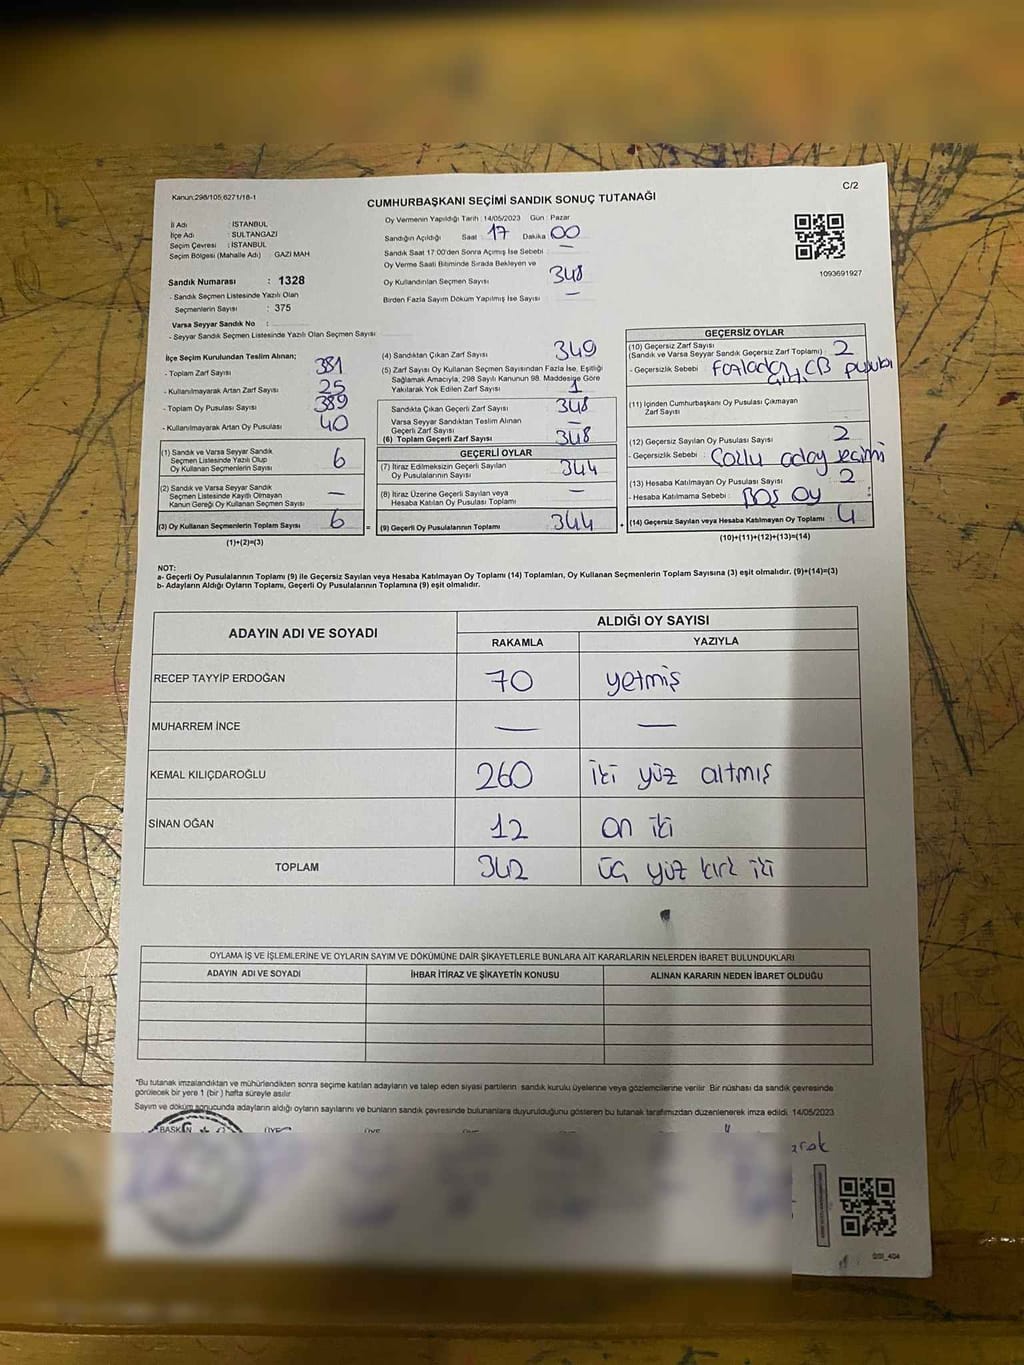 Kanun:298/105;6271/18-1
C/2
CUMHURBAŞKANI SEÇİMİ SANDIK SONUÇ TUTANAĞI
İl Adı : İSTANBUL
İlçe Adı : SULTANGAZİ
Seçim Çevresi : İSTANBUL
Seçim Bölgesi (Mahalle Adı) GAZİ MAH
Sandık Numarası : 1328
- Sandık Seçmen Listesinde Yazılı Olan
Seçmenlerin Sayısı : 375
Varsa Seyyar Sandık No :
- Seyyar Sandık Seçmen Listesinde Yazılı Olan Seçmen Sayısı:
Oy Vermenin Yapıldığı Tarih :14/05/2023 Gün : Pazar
Sandığın Açıldığı Saat : 17 Dakika : 00
Sandık Saat 17:00'den Sonra Açılmış İse Sebebi : —
Oy Verme Saati Bitiminde Sırada Bekleyen ve
Oy Kullandırılan Seçmen Sayısı : 348
Birden Fazla Sayım Döküm Yapılmış İse Sayısı : —
1093691927
İlçe Seçim Kurulundan Teslim Alınan;
- Toplam Zarf Sayısı : 381
- Kullanılmayarak Artan Zarf Sayısı : 25
- Toplam Oy Pusulası Sayısı : 389
- Kullanılmayarak Artan Oy Pusulası : 40
(1) Sandık ve Varsa Seyyar Sandık
Seçmen Listesinde Yazılı Olup
Oy Kullanan Seçmenlerin Sayısı 6
(2) Sandık ve Varsa Seyyar Sandık
Seçmen Listesinde Kayıtlı Olmayan
Kanun Gereği Oy Kullanan Seçmen Sayısı —
(3) Oy Kullanan Seçmenlerin Toplam Sayısı 6
(1)+(2)=(3)
=
(4) Sandıktan Çıkan Zarf Sayısı : 349
(5) Zarf Sayısı Oy Kullanan Seçmen Sayısından Fazla İse, Eşitliği
Sağlamak Amacıyla; 298 Sayılı Kanunun 98. Maddesine Göre
Yakılarak Yok Edilen Zarf Sayısı : 1
Sandıkta Çıkan Geçerli Zarf Sayısı 348
Varsa Seyyar Sandıktan Teslim Alınan
Geçerli Zarf Sayısı —
(6) Toplam Geçerli Zarf Sayısı 348
GEÇERLİ OYLAR
(7) İtiraz Edilmeksizin Geçerli Sayılan
Oy Pusulalarının Sayısı 344
(8) İtiraz Üzerine Geçerli Sayılan veya
Hesaba Katılan Oy Pusulası Toplamı —
(9) Geçerli Oy Pusulalarının Toplamı 344
+
GEÇERSİZ OYLAR
(10) Geçersiz Zarf Sayısı
(Sandık ve Varsa Seyyar Sandık Geçersiz Zarf Toplamı) : 2
- Geçersizlik Sebebi : Fazladan CB pusulası
(11) İçinden Cumhurbaşkanı Oy Pusulası Çıkmayan
Zarf Sayısı
(12) Geçersiz Sayılan Oy Pusulası Sayısı : 2
- Geçersizlik Sebebi : Çoklu aday seçimi
(13) Hesaba Katılmayan Oy Pusulası Sayısı : 2
- Hesaba Katılmama Sebebi : Boş oy
(14) Geçersiz Sayılan veya Hesaba Katılmayan Oy Toplamı 4
(10)+(11)+(12)+(13)=(14)
NOT:
a- Geçerli Oy Pusulalarının Toplamı (9) ile Geçersiz Sayılan veya Hesaba Katılmayan Oy Toplamı (14) Toplamları, Oy Kullanan Seçmenlerin Toplam Sayısına (3) eşit olmalıdır. (9)+(14)=(3)
b- Adayların Aldığı Oyların Toplamı, Geçerli Oy Pusulalarının Toplamına (9) eşit olmalıdır.
ADAYIN ADI VE SOYADI
ALDIĞI OY SAYISI
RAKAMLA YAZIYLA
RECEP TAYYİP ERDOĞAN 70 yetmiş
MUHARREM İNCE — —
KEMAL KILIÇDAROĞLU 260 iki yüz altmış
SİNAN OĞAN 12 on iki
TOPLAM 342 üç yüz kırk iki
OYLAMA İŞ VE İŞLEMLERİNE VE OYLARIN SAYIM VE DÖKÜMÜNE DAİR ŞİKAYETLERLE BUNLARA AİT KARARLARIN NELERDEN İBARET BULUNDUKLARI
ADAYIN ADI VE SOYADI İHBAR İTİRAZ VE ŞİKAYETİN KONUSU ALINAN KARARIN NEDEN İBARET OLDUĞU
*Bu tutanak imzalandıktan ve mühürlendikten sonra seçime katılan adayların ve talep eden siyasi partilerin sandık kurulu üyelerine veya gözlemcilerine verilir. Bir nüshası da sandık çevresinde
görülecek bir yere 1 (bir ) hafta süreyle asılır.
Sayım ve döküm sonucunda adayların aldığı oyların sayılarını ve bunların sandık çevresinde bulunanlara duyurulduğunu gösteren bu tutanak tarafımızdan düzenlenerek imza edildi. 14/05/2023
BAŞKAN ÜYE ÜYE